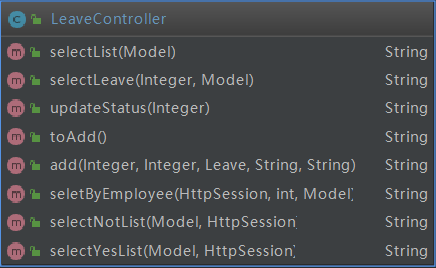 LeaveController
selectList(Model) String
selectLeave(Integer, Model) String
updateStatus(Integer) String
toAdd() String
add(Integer, Integer, Leave, String, String) String
seletByEmployee(HttpSession, int, Model) String
selectNotList(Model, HttpSession) String
selectYesList(Model, HttpSession) String